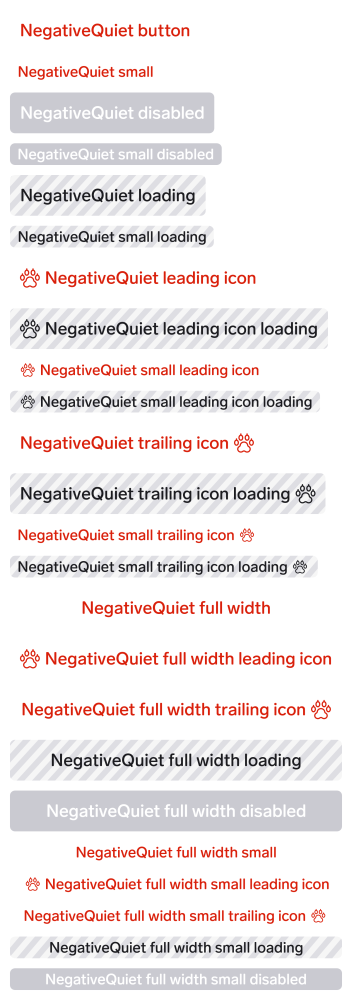 NegativeQuiet button
NegativeQuiet small
NegativeQuiet disabled
NegativeQuiet small disabled
NegativeQuiet loading
NegativeQuiet small loading
NegativeQuiet leading icon
NegativeQuiet leading icon loading
NegativeQuiet small leading icon
NegativeQuiet small leading icon loading
NegativeQuiet trailing icon
NegativeQuiet trailing icon loading
NegativeQuiet small trailing icon
NegativeQuiet small trailing icon loading
NegativeQuiet full width
NegativeQuiet full width leading icon
NegativeQuiet full width trailing icon
NegativeQuiet full width loading
NegativeQuiet full width disabled
NegativeQuiet full width small
NegativeQuiet full width small leading icon
NegativeQuiet full width small trailing icon
NegativeQuiet full width small loading
NegativeQuiet full width small disabled